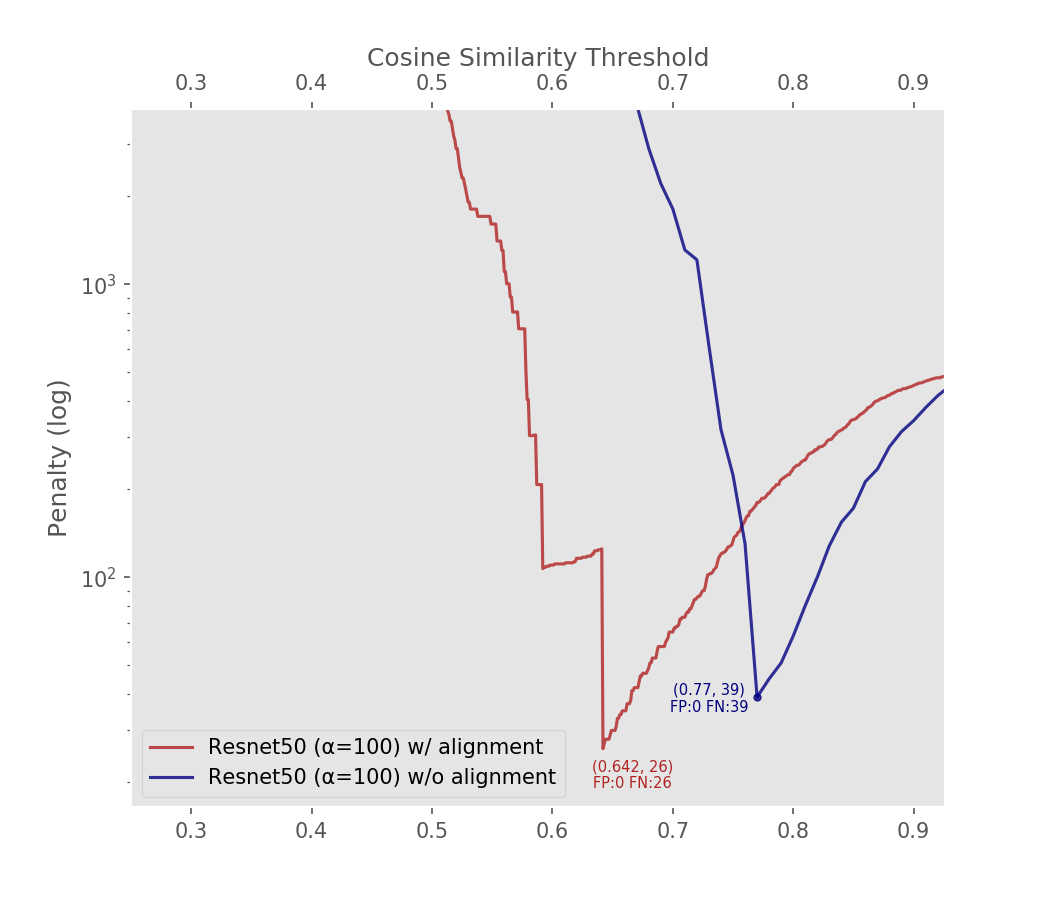 Cosine Similarity Threshold
0.3 0.4 0.5 0.6 0.7 0.8 0.9
Penalty (log)
10³
10²
(0.77, 39)
FP:0 FN:39
(0.642, 26)
FP:0 FN:26
Resnet50 (α=100) w/ alignment
Resnet50 (α=100) w/o alignment
0.3 0.4 0.5 0.6 0.7 0.8 0.9